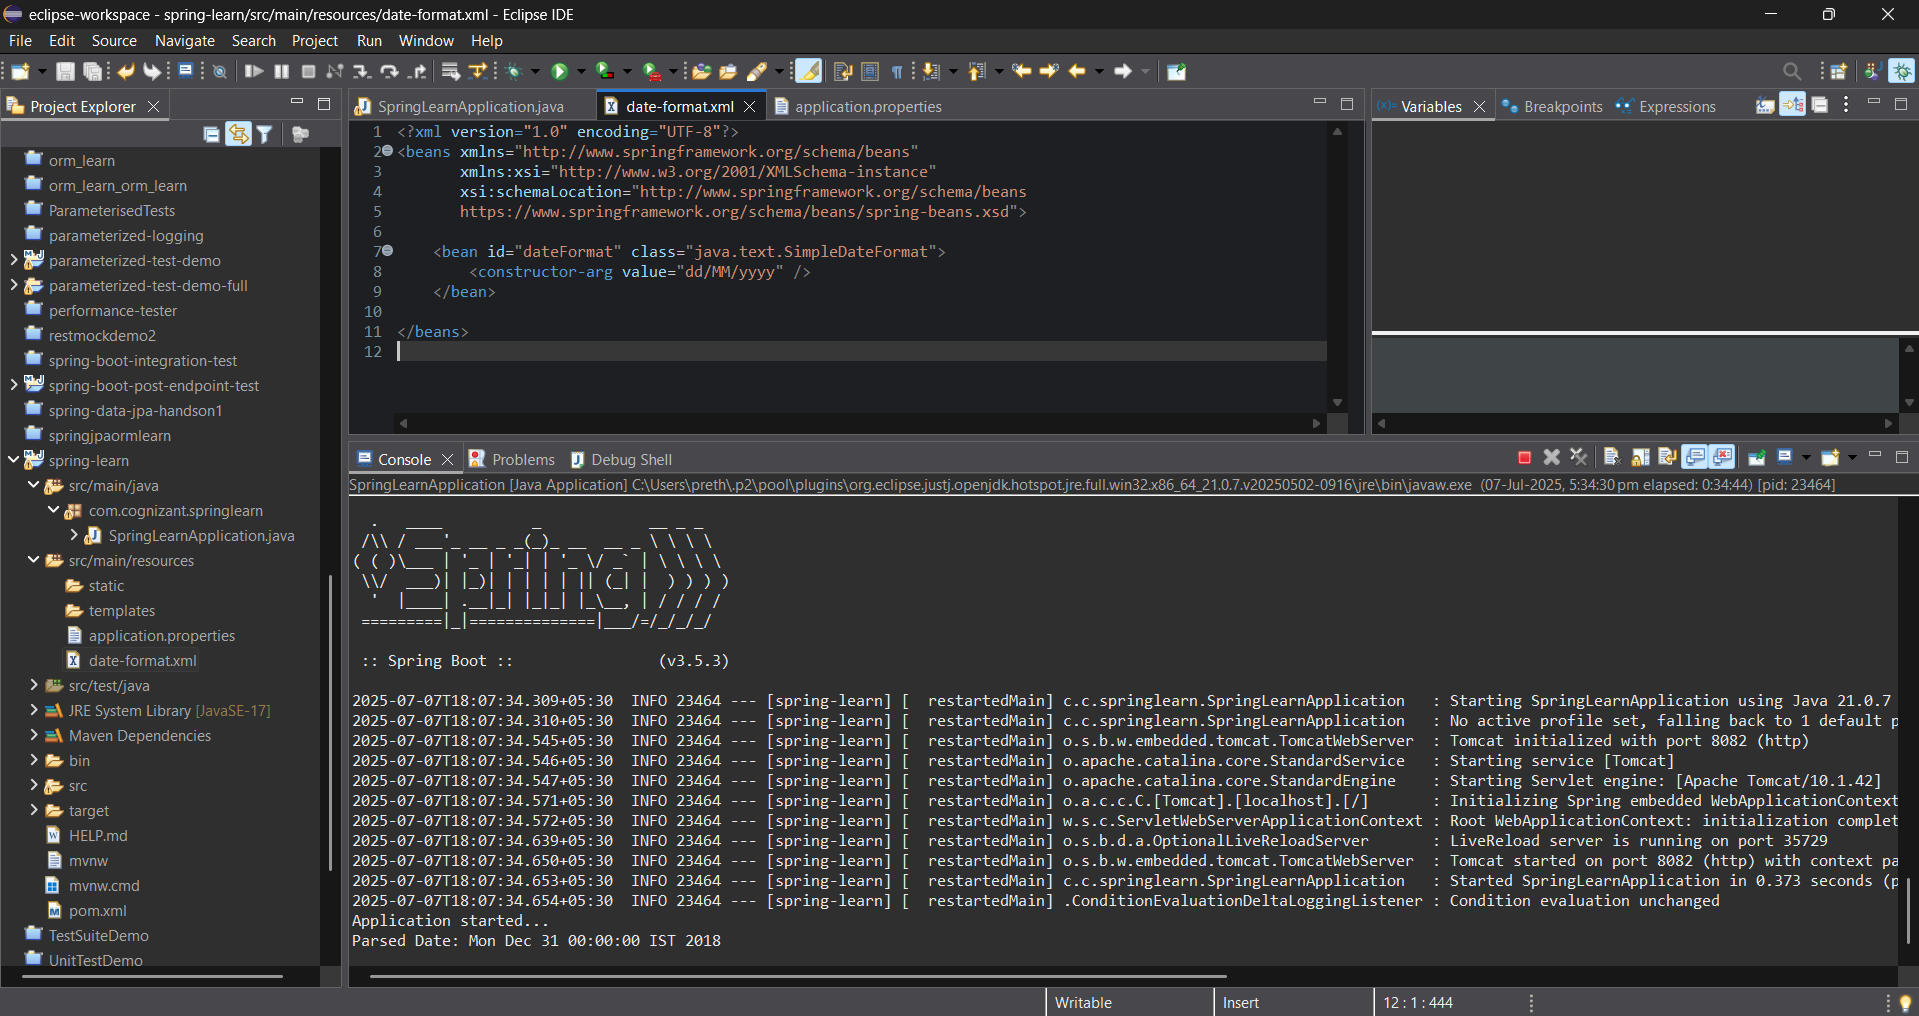 eclipse-workspace - spring-learn/src/main/resources/date-format.xml - Eclipse IDE
File Edit Source Navigate Search Project Run Window Help
Project Explorer
orm_learn
orm_learn_orm_learn
ParameterisedTests
parameterized-logging
parameterized-test-demo
parameterized-test-demo-full
performance-tester
restmockdemo2
spring-boot-integration-test
spring-boot-post-endpoint-test
spring-data-jpa-handson1
springjpaormlearn
spring-learn
src/main/java
com.cognizant.springlearn
SpringLearnApplication.java
src/main/resources
static
templates
application.properties
date-format.xml
src/test/java
JRE System Library [JavaSE-17]
Maven Dependencies
bin
src
target
HELP.md
mvnw
mvnw.cmd
pom.xml
TestSuiteDemo
UnitTestDemo
SpringLearnApplication.java date-format.xml application.properties
1 <?xml version="1.0" encoding="UTF-8"?>
2 <beans xmlns="http://www.springframework.org/schema/beans"
3 xmlns:xsi="http://www.w3.org/2001/XMLSchema-instance"
4 xsi:schemaLocation="http://www.springframework.org/schema/beans
5 https://www.springframework.org/schema/beans/spring-beans.xsd">
6
7 <bean id="dateFormat" class="java.text.SimpleDateFormat">
8 <constructor-arg value="dd/MM/yyyy" />
9 </bean>
10
11 </beans>
12
(x)= Variables Breakpoints Expressions
Console Problems Debug Shell
SpringLearnApplication [Java Application] C:\Users\preth\.p2\pool\plugins\org.eclipse.justj.openjdk.hotspot.jre.full.win32.x86_64_21.0.7.v20250502-0916\jre\bin\javaw.exe (07-Jul-2025, 5:34:30 pm elapsed: 0:34:44) [pid: 23464]
Spring
:: Spring Boot :: (v3.5.3)
2025-07-07T18:07:34.309+05:30 INFO 23464 --- [spring-learn] [ restartedMain] c.c.springlearn.SpringLearnApplication : Starting SpringLearnApplication using Java 21.0.7
2025-07-07T18:07:34.310+05:30 INFO 23464 --- [spring-learn] [ restartedMain] c.c.springlearn.SpringLearnApplication : No active profile set, falling back to 1 default p
2025-07-07T18:07:34.545+05:30 INFO 23464 --- [spring-learn] [ restartedMain] o.s.b.w.embedded.tomcat.TomcatWebServer : Tomcat initialized with port 8082 (http)
2025-07-07T18:07:34.546+05:30 INFO 23464 --- [spring-learn] [ restartedMain] o.apache.catalina.core.StandardService : Starting service [Tomcat]
2025-07-07T18:07:34.547+05:30 INFO 23464 --- [spring-learn] [ restartedMain] o.apache.catalina.core.StandardEngine : Starting Servlet engine: [Apache Tomcat/10.1.42]
2025-07-07T18:07:34.571+05:30 INFO 23464 --- [spring-learn] [ restartedMain] o.a.c.c.C.[Tomcat].[localhost].[/] : Initializing Spring embedded WebApplicationContext
2025-07-07T18:07:34.572+05:30 INFO 23464 --- [spring-learn] [ restartedMain] w.s.c.ServletWebServerApplicationContext : Root WebApplicationContext: initialization complet
2025-07-07T18:07:34.639+05:30 INFO 23464 --- [spring-learn] [ restartedMain] o.s.b.d.a.OptionalLiveReloadServer : LiveReload server is running on port 35729
2025-07-07T18:07:34.650+05:30 INFO 23464 --- [spring-learn] [ restartedMain] o.s.b.w.embedded.tomcat.TomcatWebServer : Tomcat started on port 8082 (http) with context pa
2025-07-07T18:07:34.653+05:30 INFO 23464 --- [spring-learn] [ restartedMain] c.c.springlearn.SpringLearnApplication : Started SpringLearnApplication in 0.373 seconds (p
2025-07-07T18:07:34.654+05:30 INFO 23464 --- [spring-learn] [ restartedMain] .ConditionEvaluationDeltaLoggingListener : Condition evaluation unchanged
Application started...
Parsed Date: Mon Dec 31 00:00:00 IST 2018
Writable Insert 12 : 1 : 444